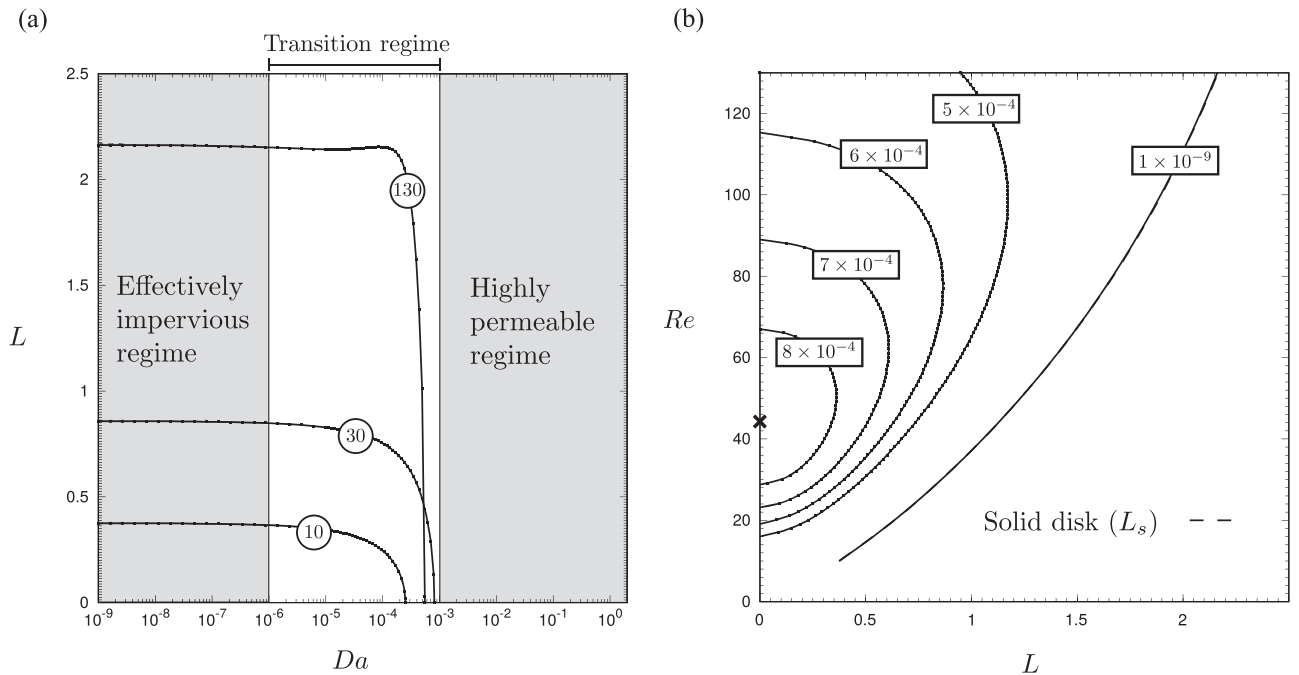 (a)
Transition regime
2.5
2
1.5
1
0.5
0
L
130
30
10
Effectively
impervious
regime
Highly
permeable
regime
10⁻⁹ 10⁻⁸ 10⁻⁷ 10⁻⁶ 10⁻⁵ 10⁻⁴ 10⁻³ 10⁻² 10⁻¹ 10⁰
Da
(b)
120
100
80
60
40
20
0
Re
5 × 10⁻⁴
6 × 10⁻⁴
1 × 10⁻⁹
7 × 10⁻⁴
8 × 10⁻⁴
Solid disk (Lₛ) – –
0 0.5 1 1.5 2
L